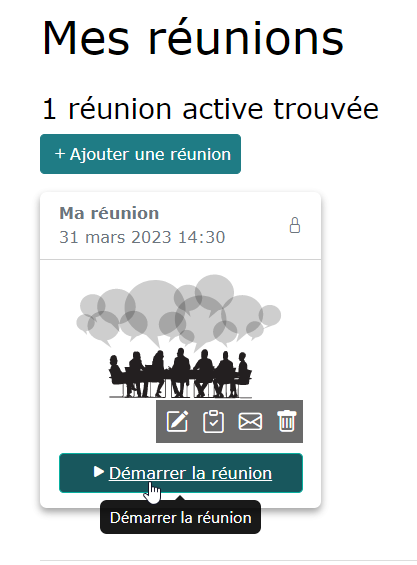 Mes réunions
1 réunion active trouvée
+ Ajouter une réunion
Ma réunion
31 mars 2023 14:30
Démarrer la réunion
Démarrer la réunion